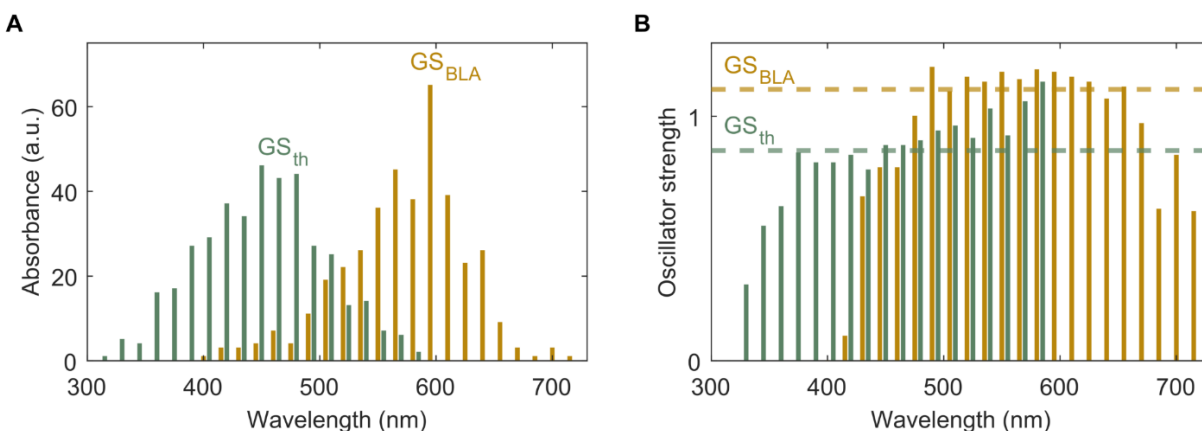 A
B
Absorbance (a.u.)
60
40
20
0
GS_BLA
GS_th
300
400
500
600
700
Wavelength (nm)
Oscillator strength
1
0
GS_BLA
GS_th
300
400
500
600
700
Wavelength (nm)